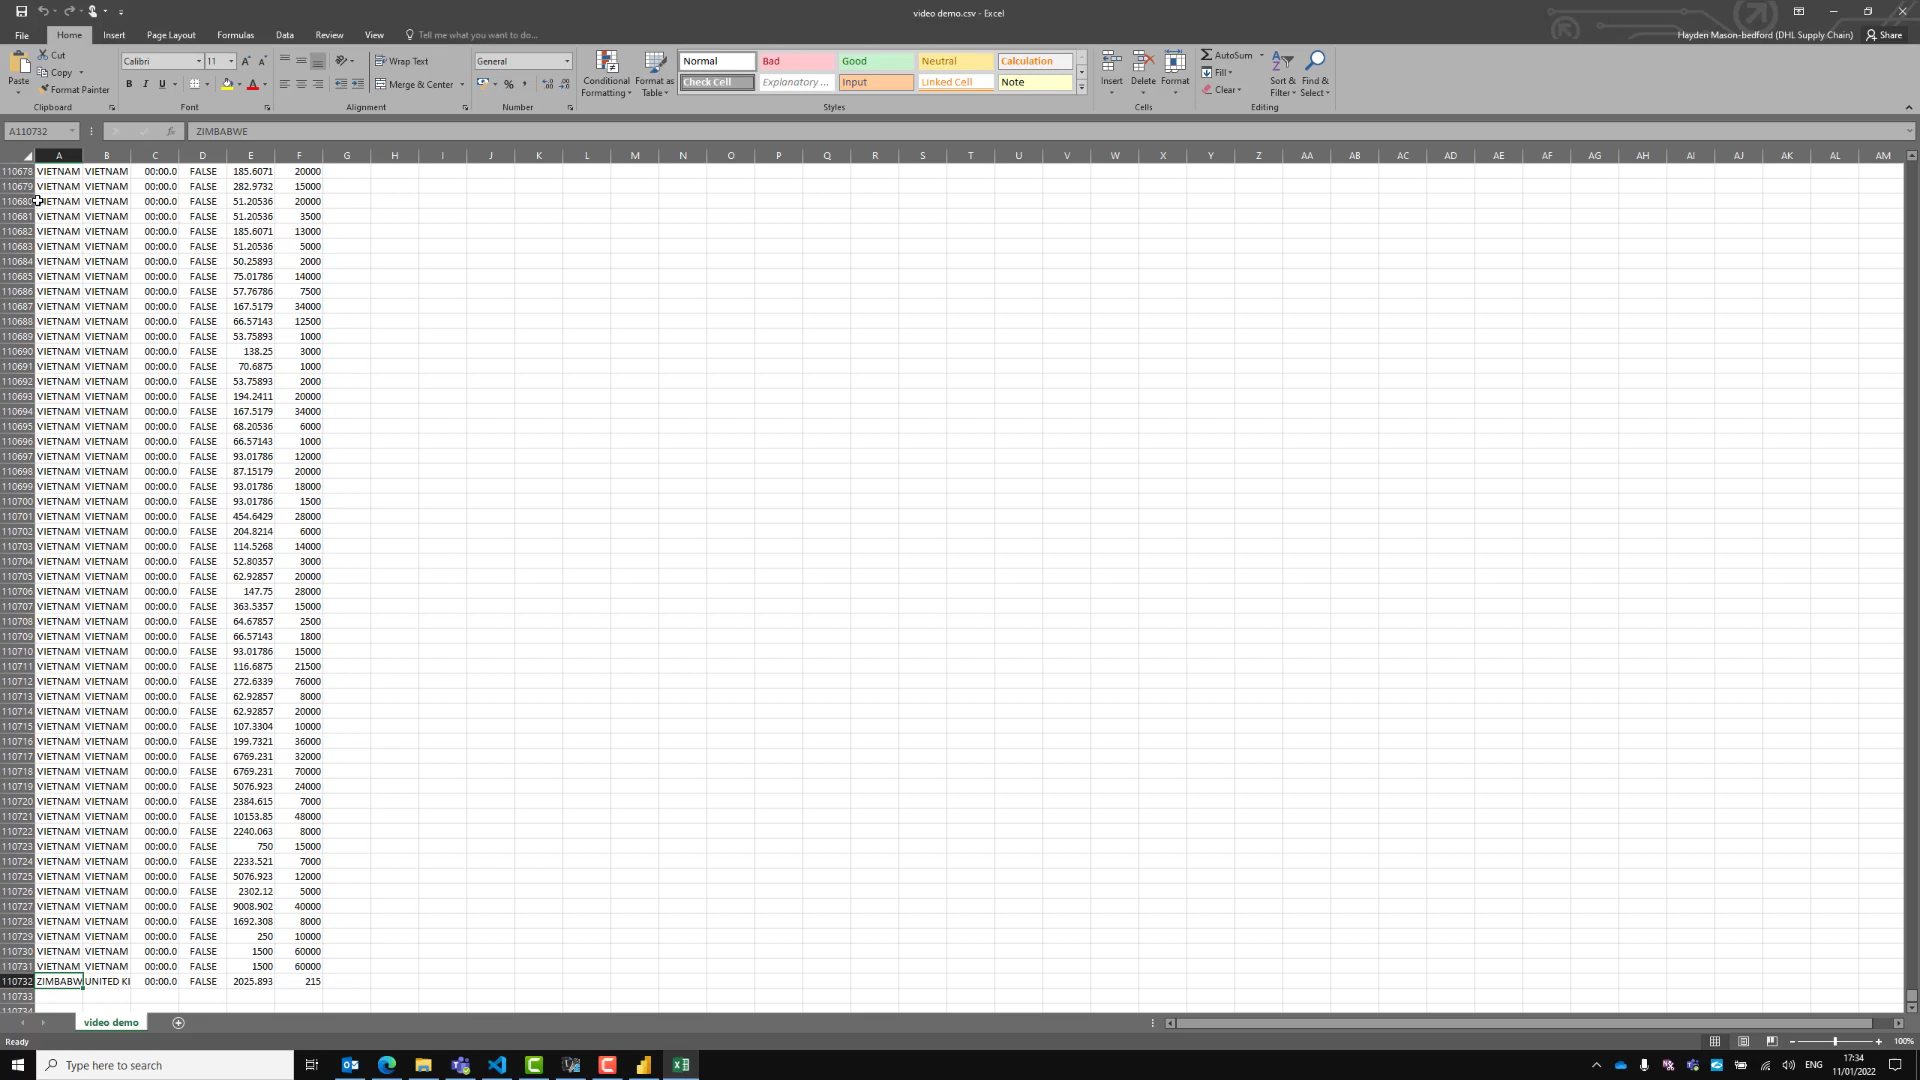 video demo.csv - Excel
File Home Insert Page Layout Formulas Data Review View Tell me what you want to do... Hayden Mason-bedford (DHL Supply Chain) Share
Cut Calibri 11 Wrap Text General Normal Bad Good Neutral Calculation AutoSum
Paste Copy Conditional Format as Insert Delete Format Fill Sort & Find &
Format Painter B I U Merge & Center % , Formatting Table Check Cell Explanatory ... Input Linked Cell Note Clear Filter Select
Clipboard Font Alignment Number Styles Cells Editing
A110732 fx ZIMBABWE
A B C D E F G H I J K L M N O P Q R S T U V W X Y Z AA AB AC AD AE AF AG AH AI AJ AK AL AM
110678 VIETNAM VIETNAM 00:00.0 FALSE 185.6071 20000
110679 VIETNAM VIETNAM 00:00.0 FALSE 282.9732 15000
110680 VIETNAM VIETNAM 00:00.0 FALSE 51.20536 20000
110681 VIETNAM VIETNAM 00:00.0 FALSE 51.20536 3500
110682 VIETNAM VIETNAM 00:00.0 FALSE 185.6071 13000
110683 VIETNAM VIETNAM 00:00.0 FALSE 51.20536 5000
110684 VIETNAM VIETNAM 00:00.0 FALSE 50.25893 2000
110685 VIETNAM VIETNAM 00:00.0 FALSE 75.01786 14000
110686 VIETNAM VIETNAM 00:00.0 FALSE 57.76786 7500
110687 VIETNAM VIETNAM 00:00.0 FALSE 167.5179 34000
110688 VIETNAM VIETNAM 00:00.0 FALSE 66.57143 12500
110689 VIETNAM VIETNAM 00:00.0 FALSE 53.75893 1000
110690 VIETNAM VIETNAM 00:00.0 FALSE 138.25 3000
110691 VIETNAM VIETNAM 00:00.0 FALSE 70.6875 1000
110692 VIETNAM VIETNAM 00:00.0 FALSE 53.75893 2000
110693 VIETNAM VIETNAM 00:00.0 FALSE 194.2411 20000
110694 VIETNAM VIETNAM 00:00.0 FALSE 167.5179 34000
110695 VIETNAM VIETNAM 00:00.0 FALSE 68.20536 6000
110696 VIETNAM VIETNAM 00:00.0 FALSE 66.57143 1000
110697 VIETNAM VIETNAM 00:00.0 FALSE 93.01786 12000
110698 VIETNAM VIETNAM 00:00.0 FALSE 87.15179 20000
110699 VIETNAM VIETNAM 00:00.0 FALSE 93.01786 18000
110700 VIETNAM VIETNAM 00:00.0 FALSE 93.01786 1500
110701 VIETNAM VIETNAM 00:00.0 FALSE 454.6429 28000
110702 VIETNAM VIETNAM 00:00.0 FALSE 204.8214 6000
110703 VIETNAM VIETNAM 00:00.0 FALSE 114.5268 14000
110704 VIETNAM VIETNAM 00:00.0 FALSE 52.80357 3000
110705 VIETNAM VIETNAM 00:00.0 FALSE 62.92857 20000
110706 VIETNAM VIETNAM 00:00.0 FALSE 147.75 28000
110707 VIETNAM VIETNAM 00:00.0 FALSE 363.5357 15000
110708 VIETNAM VIETNAM 00:00.0 FALSE 64.67857 2500
110709 VIETNAM VIETNAM 00:00.0 FALSE 66.57143 1800
110710 VIETNAM VIETNAM 00:00.0 FALSE 93.01786 15000
110711 VIETNAM VIETNAM 00:00.0 FALSE 116.6875 21500
110712 VIETNAM VIETNAM 00:00.0 FALSE 272.6339 76000
110713 VIETNAM VIETNAM 00:00.0 FALSE 62.92857 8000
110714 VIETNAM VIETNAM 00:00.0 FALSE 62.92857 20000
110715 VIETNAM VIETNAM 00:00.0 FALSE 107.3304 10000
110716 VIETNAM VIETNAM 00:00.0 FALSE 199.7321 36000
110717 VIETNAM VIETNAM 00:00.0 FALSE 6769.231 32000
110718 VIETNAM VIETNAM 00:00.0 FALSE 6769.231 70000
110719 VIETNAM VIETNAM 00:00.0 FALSE 5076.923 24000
110720 VIETNAM VIETNAM 00:00.0 FALSE 2384.615 7000
110721 VIETNAM VIETNAM 00:00.0 FALSE 10153.85 48000
110722 VIETNAM VIETNAM 00:00.0 FALSE 2240.063 8000
110723 VIETNAM VIETNAM 00:00.0 FALSE 750 15000
110724 VIETNAM VIETNAM 00:00.0 FALSE 2233.521 7000
110725 VIETNAM VIETNAM 00:00.0 FALSE 5076.923 12000
110726 VIETNAM VIETNAM 00:00.0 FALSE 2302.12 5000
110727 VIETNAM VIETNAM 00:00.0 FALSE 9008.902 40000
110728 VIETNAM VIETNAM 00:00.0 FALSE 1692.308 8000
110729 VIETNAM VIETNAM 00:00.0 FALSE 250 10000
110730 VIETNAM VIETNAM 00:00.0 FALSE 1500 60000
110731 VIETNAM VIETNAM 00:00.0 FALSE 1500 60000
110732 ZIMBABW UNITED KI 00:00.0 FALSE 2025.893 215
110733
110734
video demo
Ready 100%
Type here to search ENG 17:34
11/01/2022